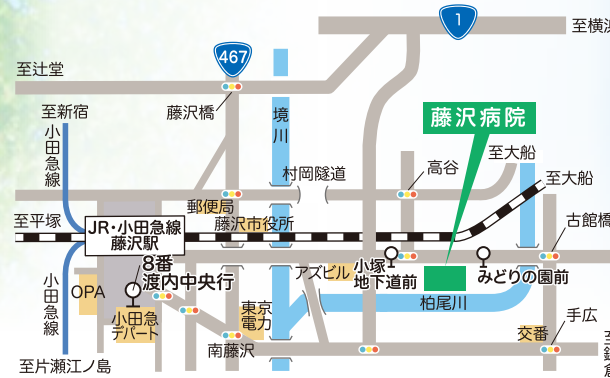 1
至横浜
467
至辻堂
藤沢橋
至新宿
小田急線
境川
藤沢病院
至大船
村岡隧道
高谷
至大船
郵便局
至平塚
藤沢市役所
古館橋
JR・小田急線
藤沢駅
8番
渡内中央行
アズビル
小塚
地下道前
みどりの園前
OPA
小田急線
小田急
デパート
東京
電力
柏尾川
手広
交番
南藤沢
至片瀬江ノ島